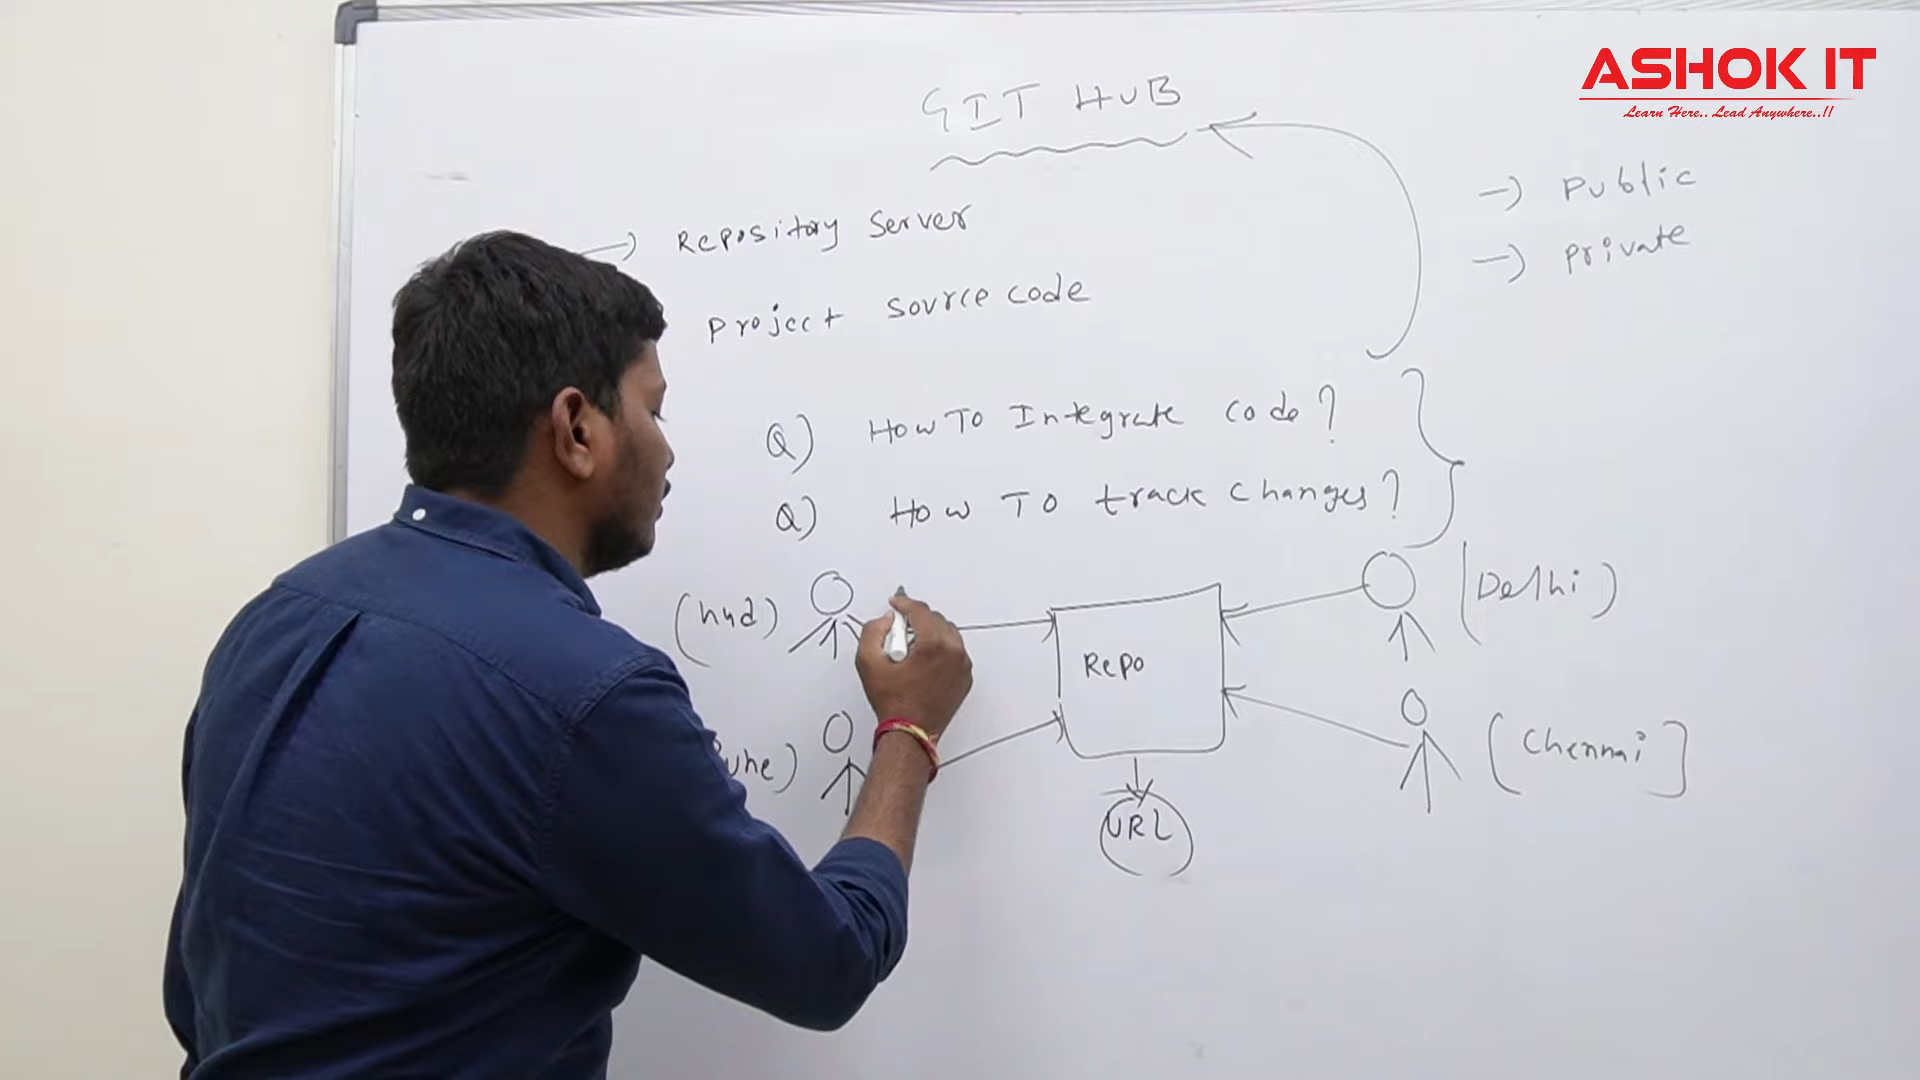 ASHOK IT
Learn Here.. Lead Anywhere..!!
GIT HUB
→ Public
→ Private
→ Repository Server
Project Source code
Q) How To Integrate Code?
Q) How To track changes?
(hyd)
(Delhi)
Repo
[Chennai]
URL